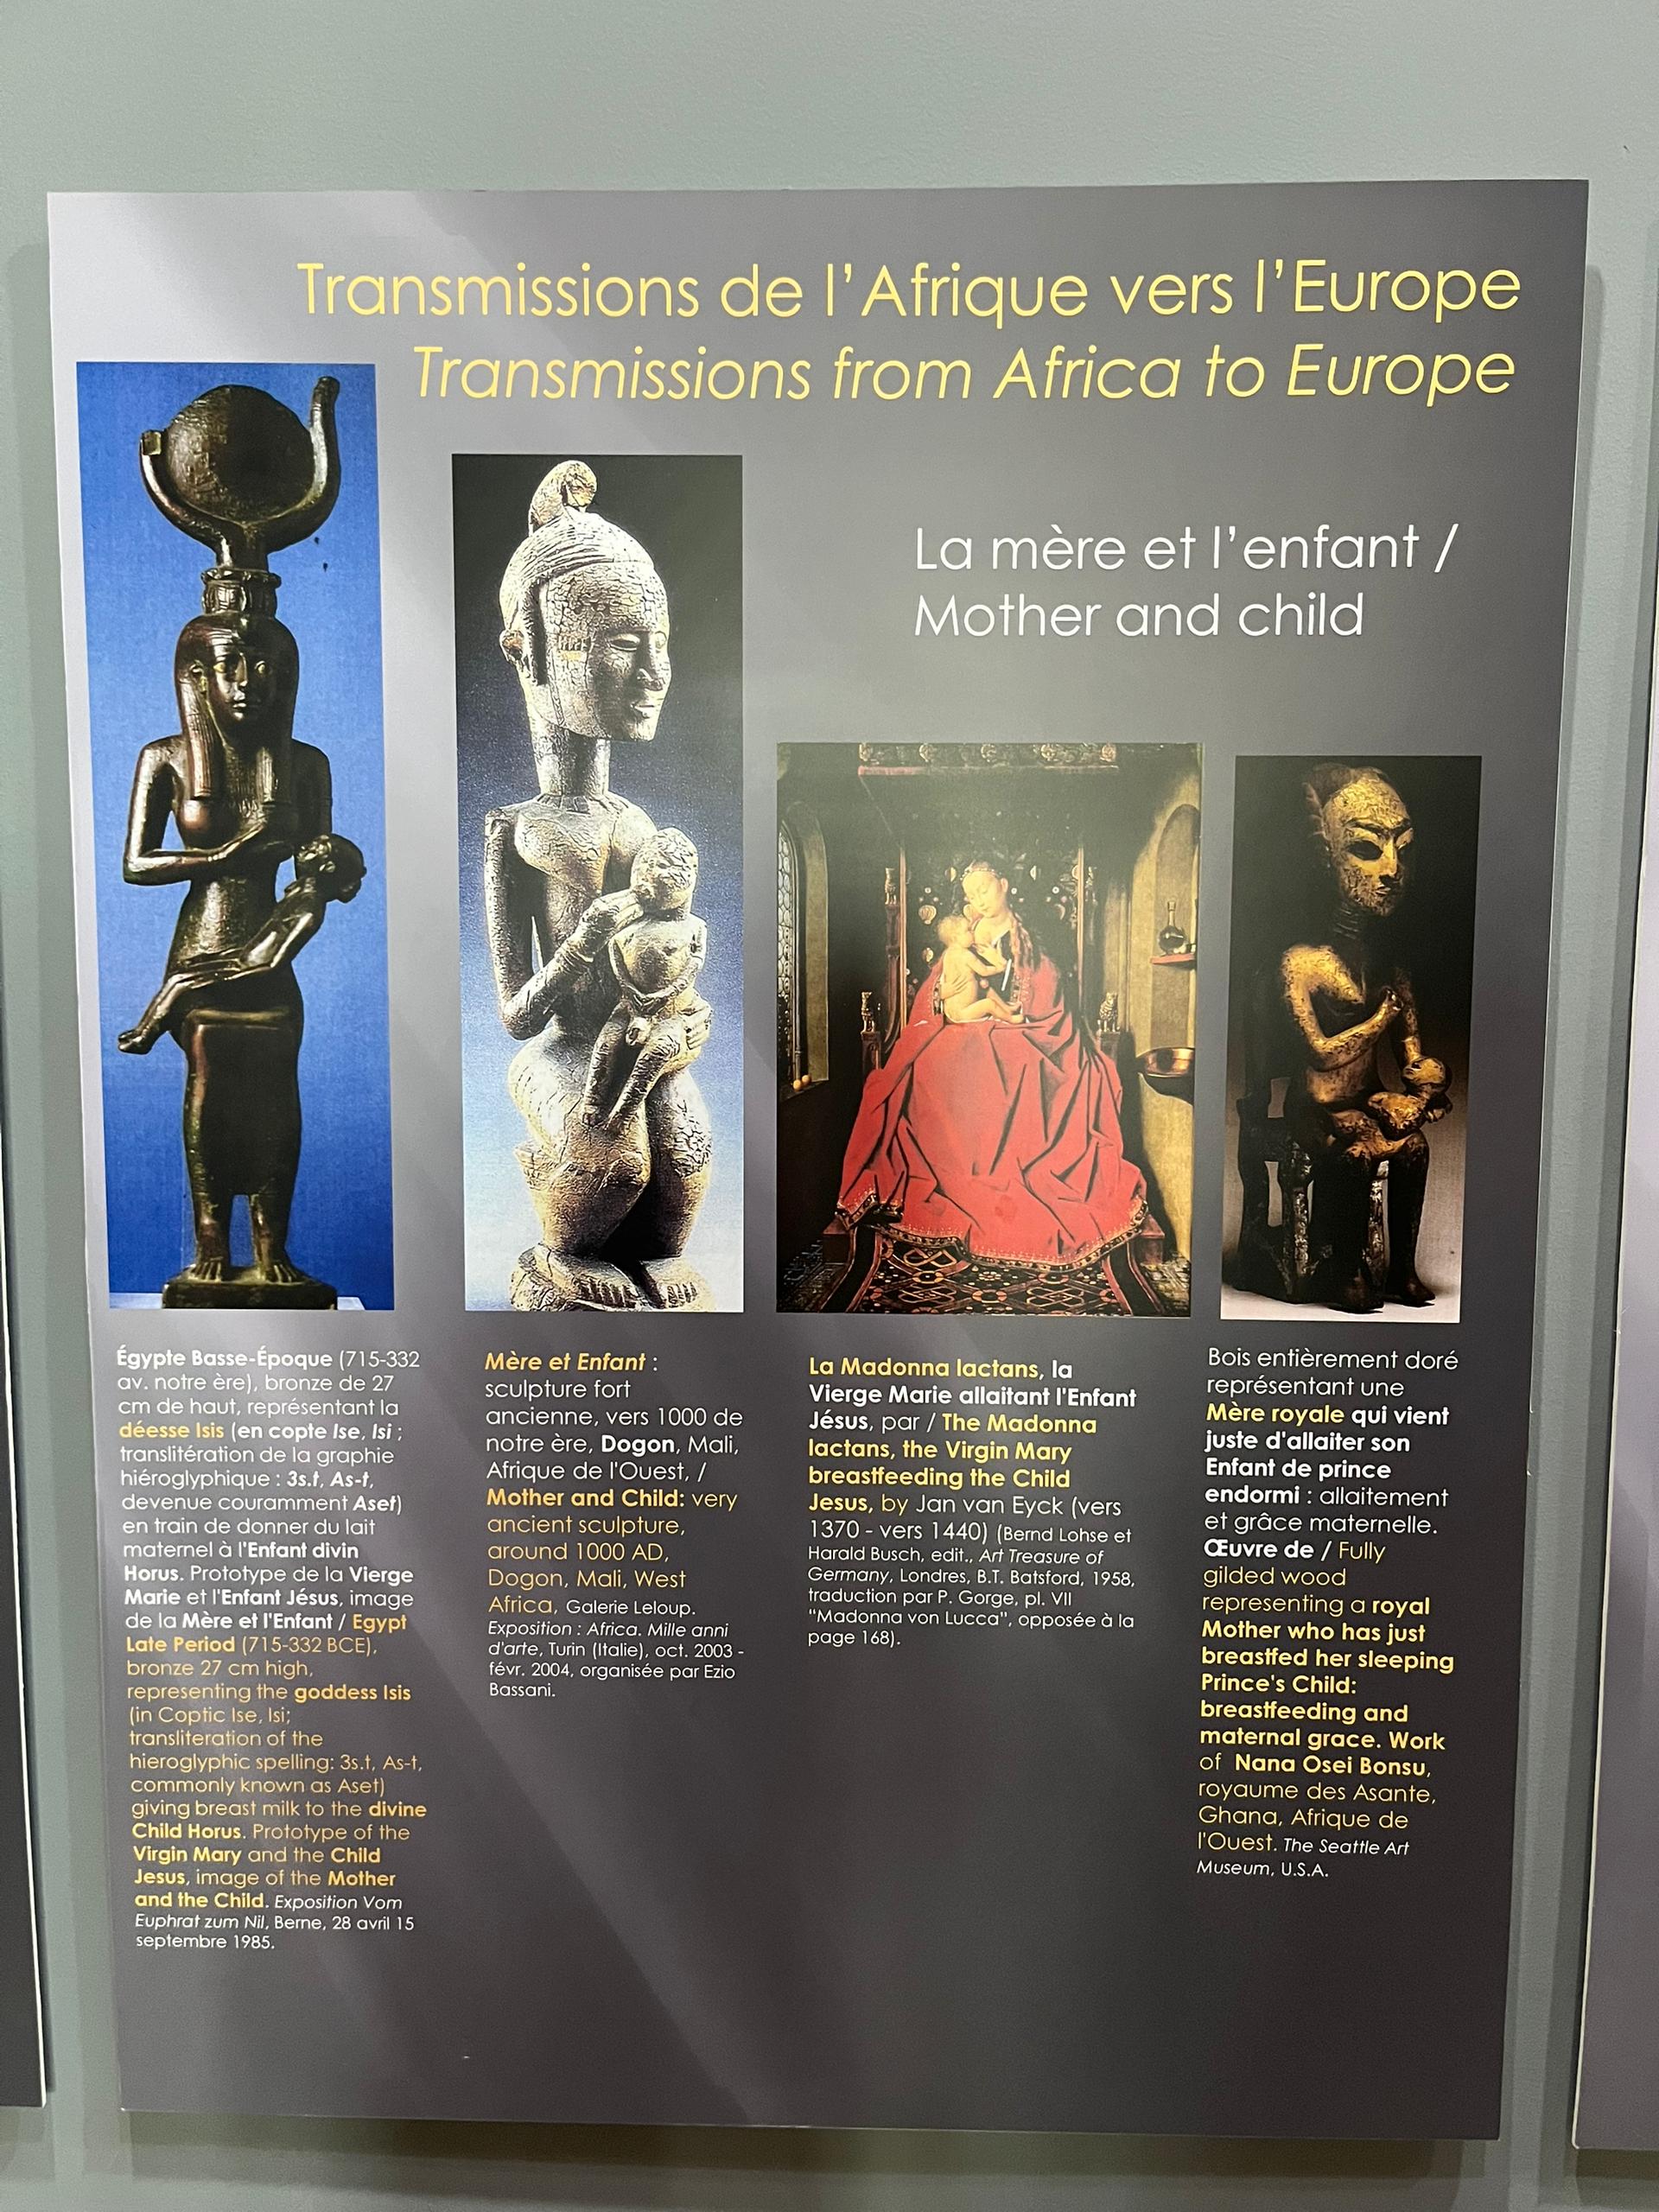 Transmissions de l'Afrique vers l'Europe
Transmissions from Africa to Europe
La mère et l'enfant /
Mother and child
Égypte Basse-Époque (715-332
av. notre ère), bronze de 27
cm de haut, représentant la
déesse Isis (en copte Ise, Isi ;
translitération de la graphie
hiéroglyphique : 3s.t, As-t,
devenue couramment Aset)
en train de donner du lait
maternel à l'Enfant divin
Horus. Prototype de la Vierge
Marie et l'Enfant Jésus, image
de la Mère et l'Enfant / Egypt
Late Period (715-332 BCE),
bronze 27 cm high,
representing the goddess Isis
(in Coptic Ise, Isi;
transliteration of the
hieroglyphic spelling: 3s.t, As-t,
commonly known as Aset)
giving breast milk to the divine
Child Horus. Prototype of the
Virgin Mary and the Child
Jesus, image of the Mother
and the Child. Exposition Vom
Euphrat zum Nil, Berne, 28 avril 15
septembre 1985.
Mère et Enfant :
sculpture fort
ancienne, vers 1000 de
notre ère, Dogon, Mali,
Afrique de l'Ouest, /
Mother and Child: very
ancient sculpture,
around 1000 AD,
Dogon, Mali, West
Africa, Galerie Leloup.
Exposition : Africa. Mille anni
d'arte, Turin (Italie), oct. 2003 -
févr. 2004, organisée par Ezio
Bassani.
La Madonna lactans, la
Vierge Marie allaitant l'Enfant
Jésus, par / The Madonna
lactans, the Virgin Mary
breastfeeding the Child
Jesus, by Jan van Eyck (vers
1370 - vers 1440) (Bernd Lohse et
Harald Busch, edit., Art Treasure of
Germany, Londres, B.T. Batsford, 1958,
traduction par P. Gorge, pl. VII
"Madonna von Lucca", opposée à la
page 168).
Bois entièrement doré
représentant une
Mère royale qui vient
juste d'allaiter son
Enfant de prince
endormi : allaitement
et grâce maternelle.
Œuvre de / Fully
gilded wood
representing a royal
Mother who has just
breastfed her sleeping
Prince's Child:
breastfeeding and
maternal grace. Work
of Nana Osei Bonsu,
royaume des Asante,
Ghana, Afrique de
l'Ouest. The Seattle Art
Museum, U.S.A.